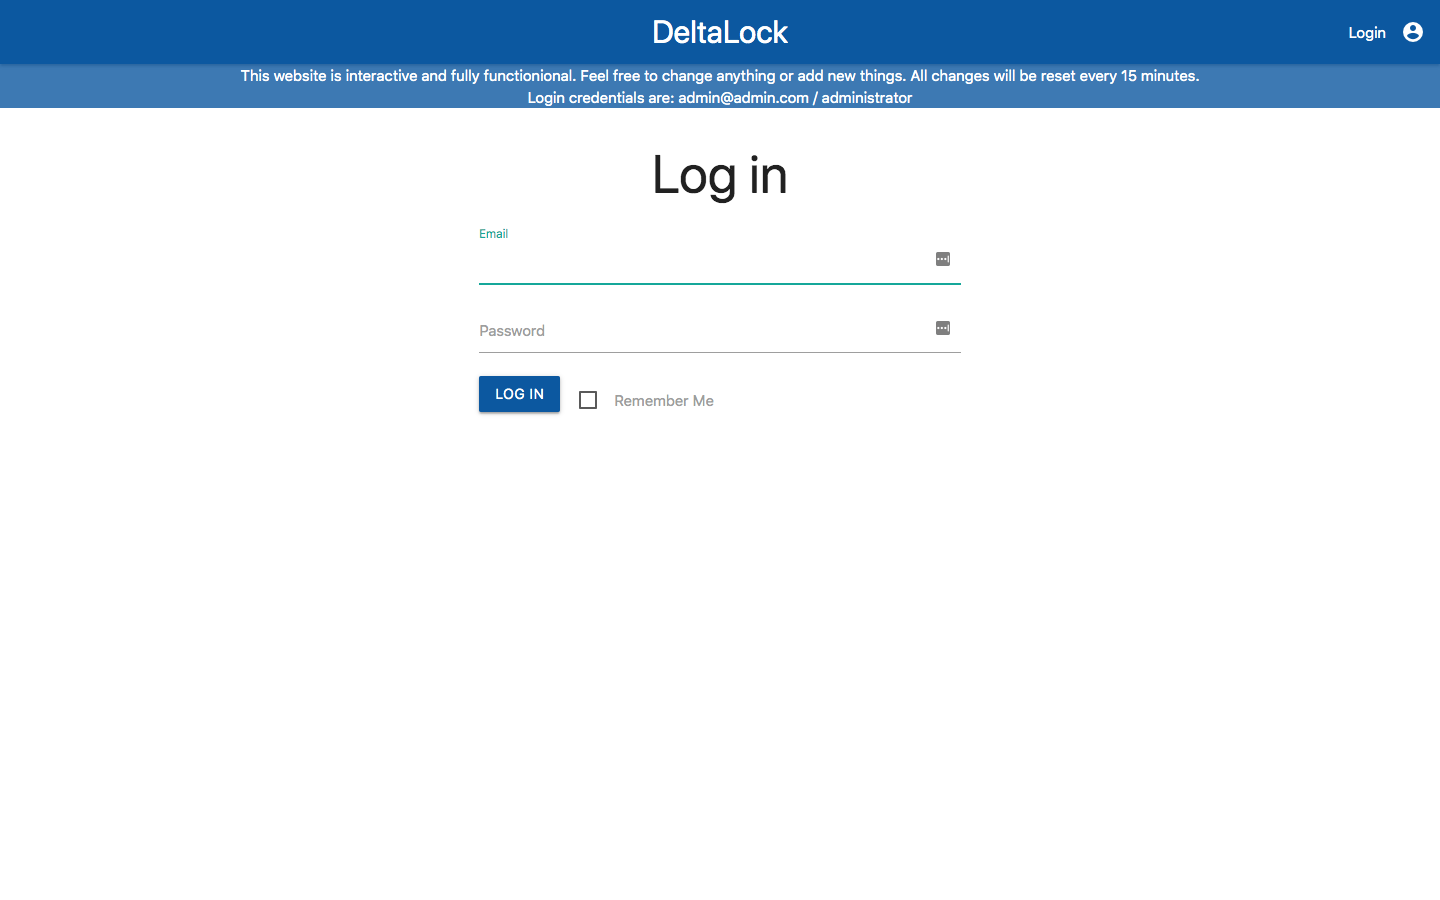 DeltaLock
Login
This website is interactive and fully functionional. Feel free to change anything or add new things. All changes will be reset every 15 minutes.
Login credentials are: admin@admin.com / administrator
Log in
Email
Password
LOG IN
Remember Me